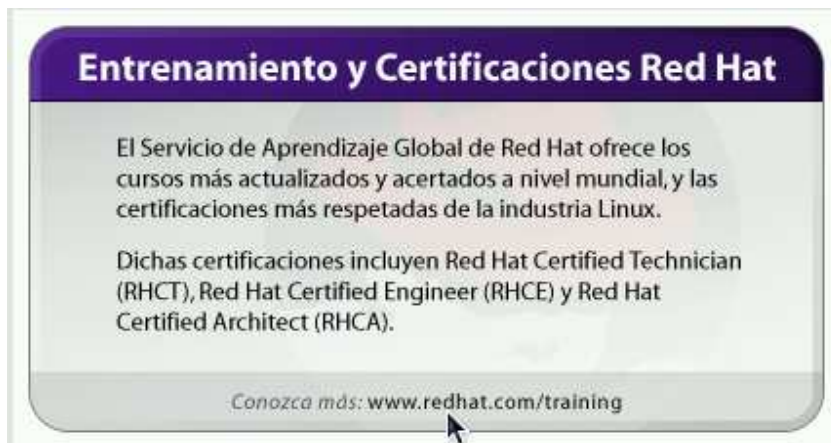 Entrenamiento y Certificaciones Red Hat
El Servicio de Aprendizaje Global de Red Hat ofrece los
cursos más actualizados y acertados a nivel mundial, y las
certificaciones más respetadas de la industria Linux.
Dichas certificaciones incluyen Red Hat Certified Technician
(RHCT), Red Hat Certified Engineer (RHCE) y Red Hat
Certified Architect (RHCA).
Conozca más: www.redhat.com/training